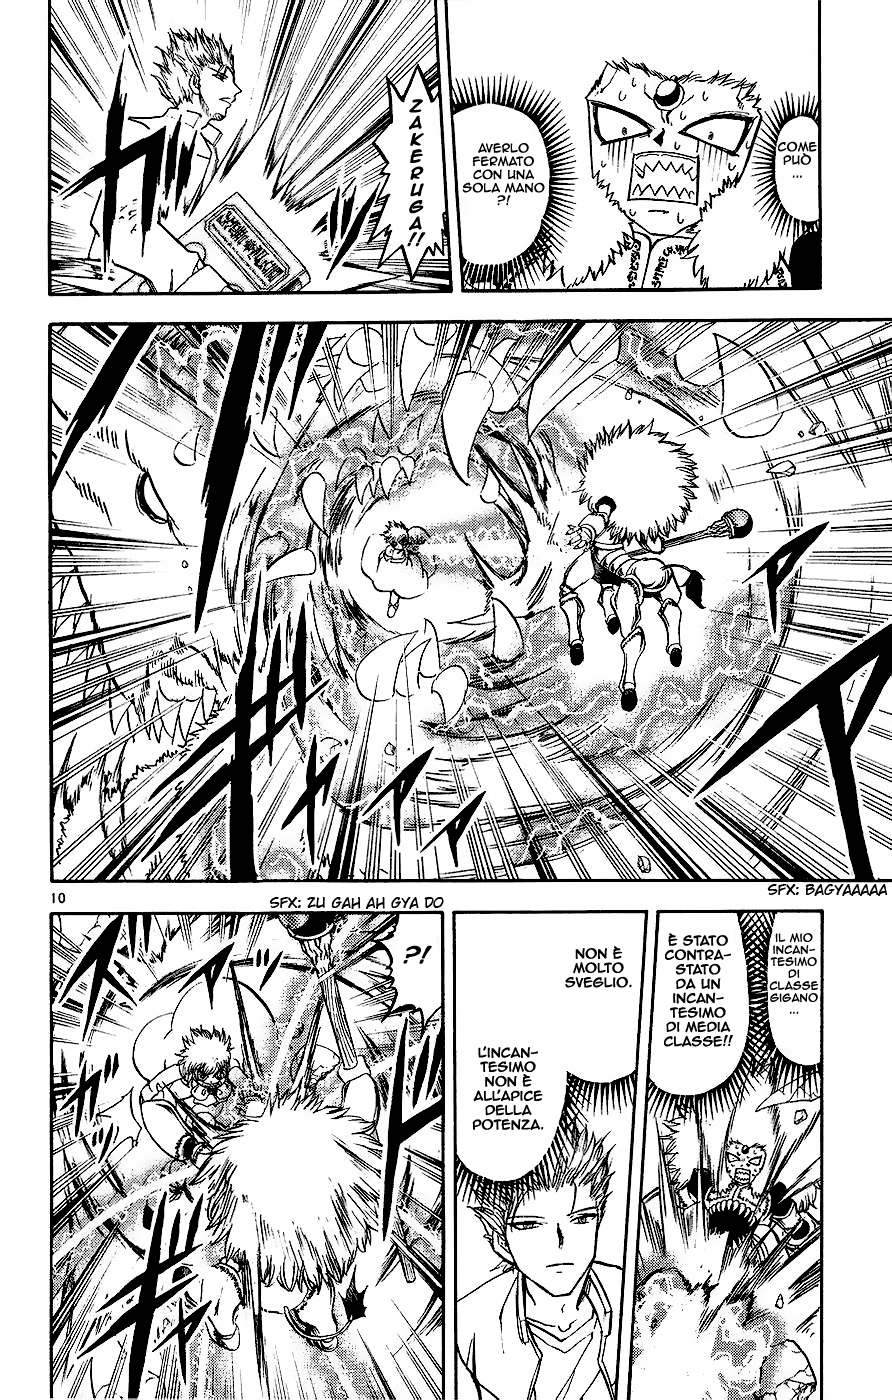 COME
PUÒ
...
AVERLO
FERMATO
CON UNA
SOLA MANO
?!
ZAKERUGA!!
SFX: BAGYAAAAA
10
SFX: ZU GAH AH GYA DO
IL MIO
INCAN-
TESIMO
DI
CLASSE
GIGANO
...
È STATO
CONTRA-
STATO
DA UN
INCAN-
TESIMO
DI MEDIA
CLASSE!!
NON È
MOLTO
SVEGLIO.
L'INCAN-
TESIMO
NON È
ALL'APICE
DELLA
POTENZA.
?!